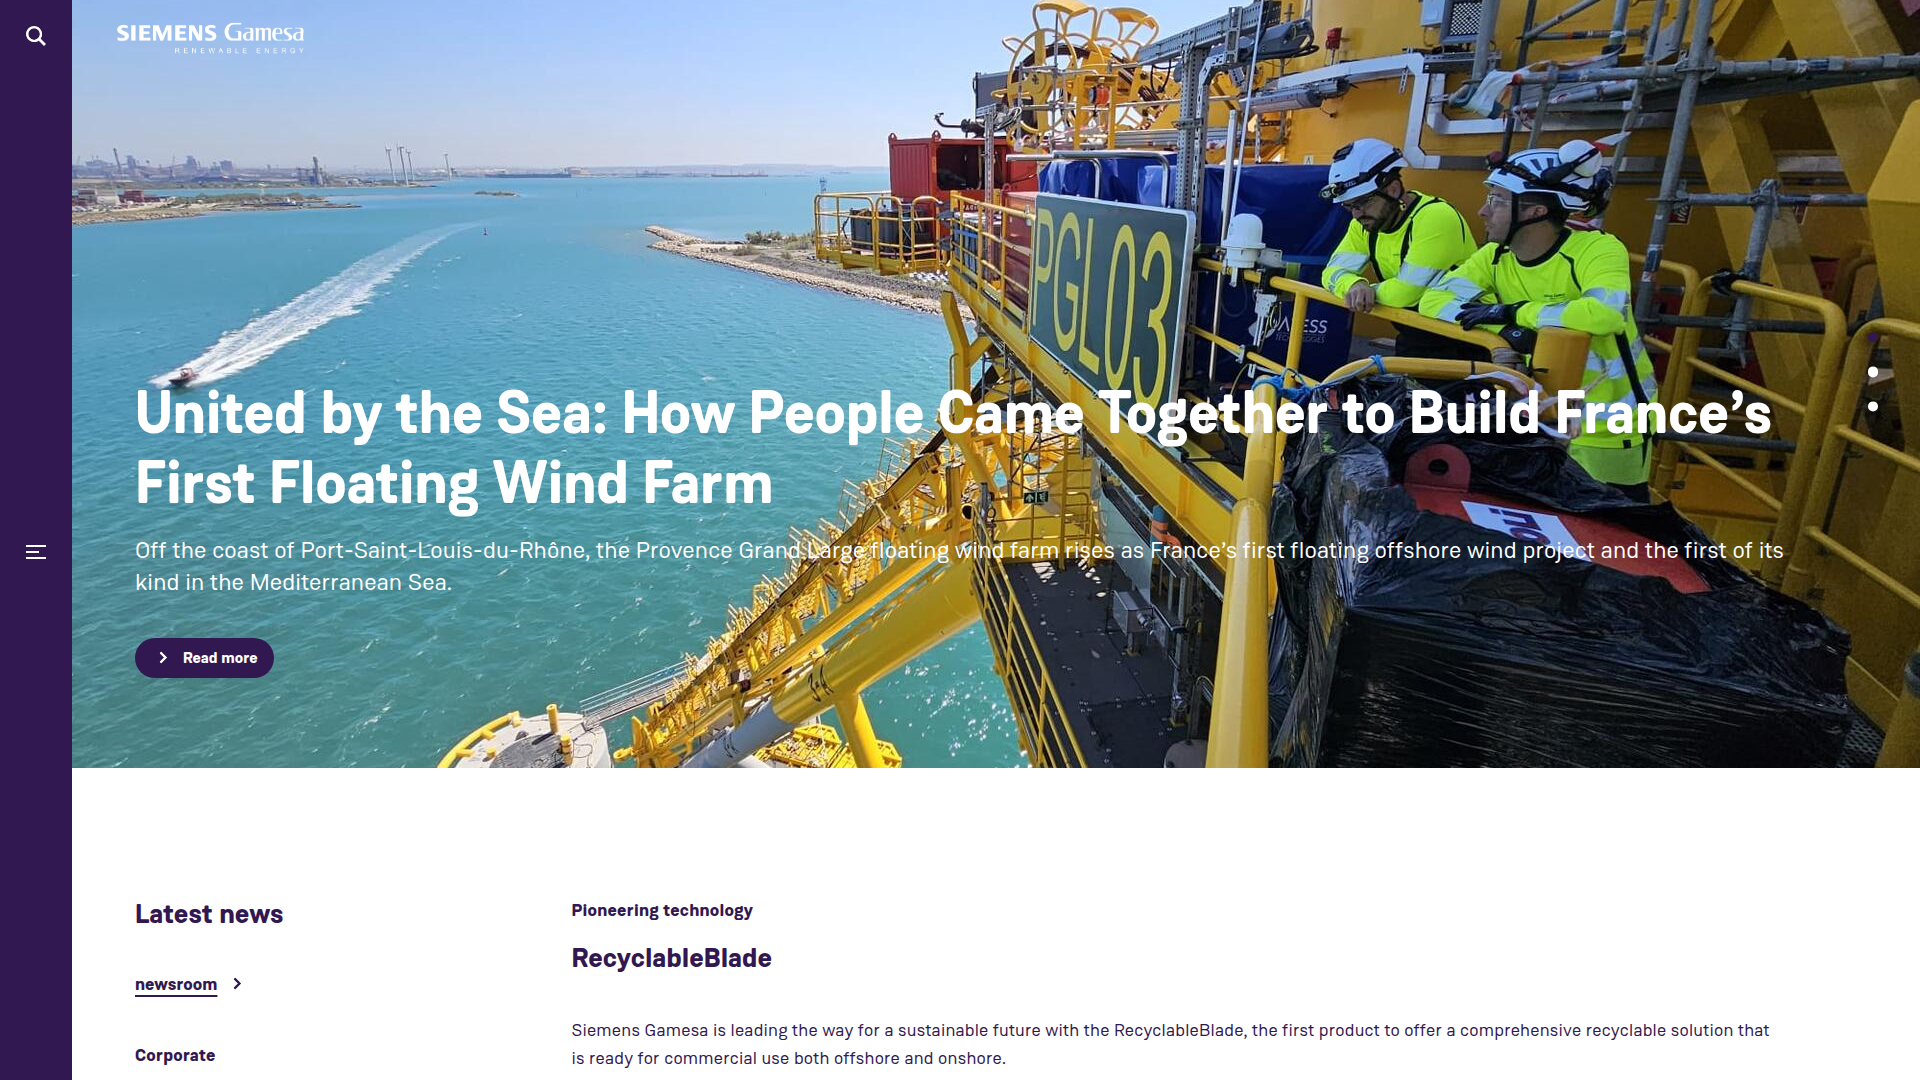 SIEMENS Gamesa
RENEWABLE ENERGY
PGL03
United by the Sea: How People Came Together to Build France’s
First Floating Wind Farm
Off the coast of Port-Saint-Louis-du-Rhône, the Provence Grand Large floating wind farm rises as France’s first floating offshore wind project and the first of its
kind in the Mediterranean Sea.
Read more
Latest news
newsroom
Corporate
Pioneering technology
RecyclableBlade
Siemens Gamesa is leading the way for a sustainable future with the RecyclableBlade, the first product to offer a comprehensive recyclable solution that
is ready for commercial use both offshore and onshore.